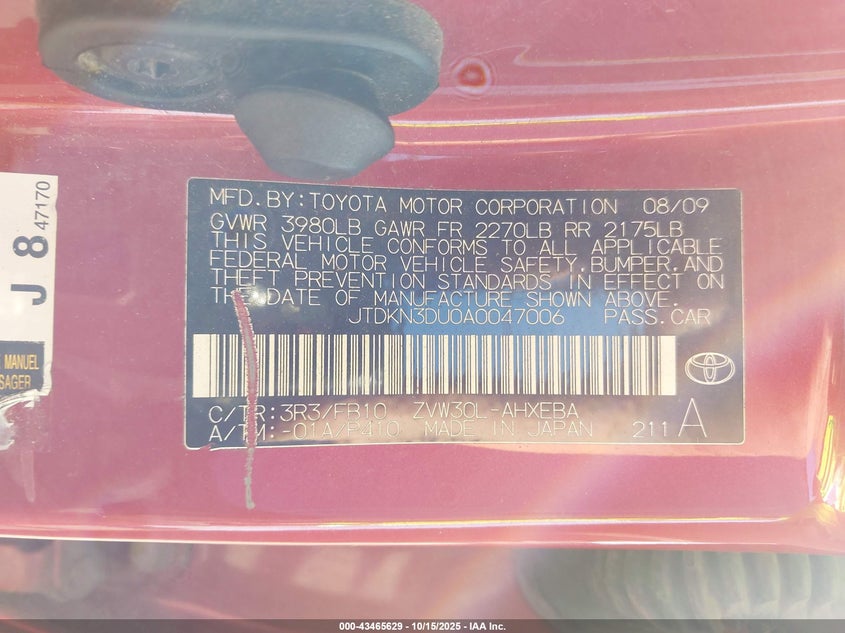 MFD.BY:TOYOTA MOTOR CORPORATION 08/09
GVWR 3980LB GAWR FR 2270LB RR 2175LB
THIS VEHICLE CONFORMS TO ALL APPLICABLE
FEDERAL MOTOR VEHICLE SAFETY,BUMPER,AND
THEFT PREVENTION STANDARDS IN EFFECT ON
THE DATE OF MANUFACTURE SHOWN ABOVE.
JTDKN3DU0A0047006 PASS.CAR
C/TR:3R3/FB10 ZVW30L-AHXEBA
A/TM:-01A/P410 MADE IN JAPAN 211 A
J 8 47170
MANUEL
SAGER
000-43465629 - 10/15/2025 - IAA Inc.